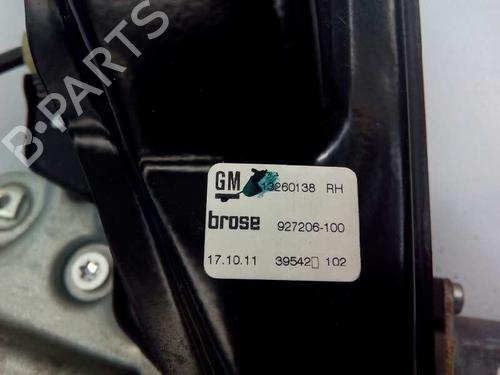 GM 13260138 RH
brose 927206-100
17.10.11 39542▯ 102
B-PARTS